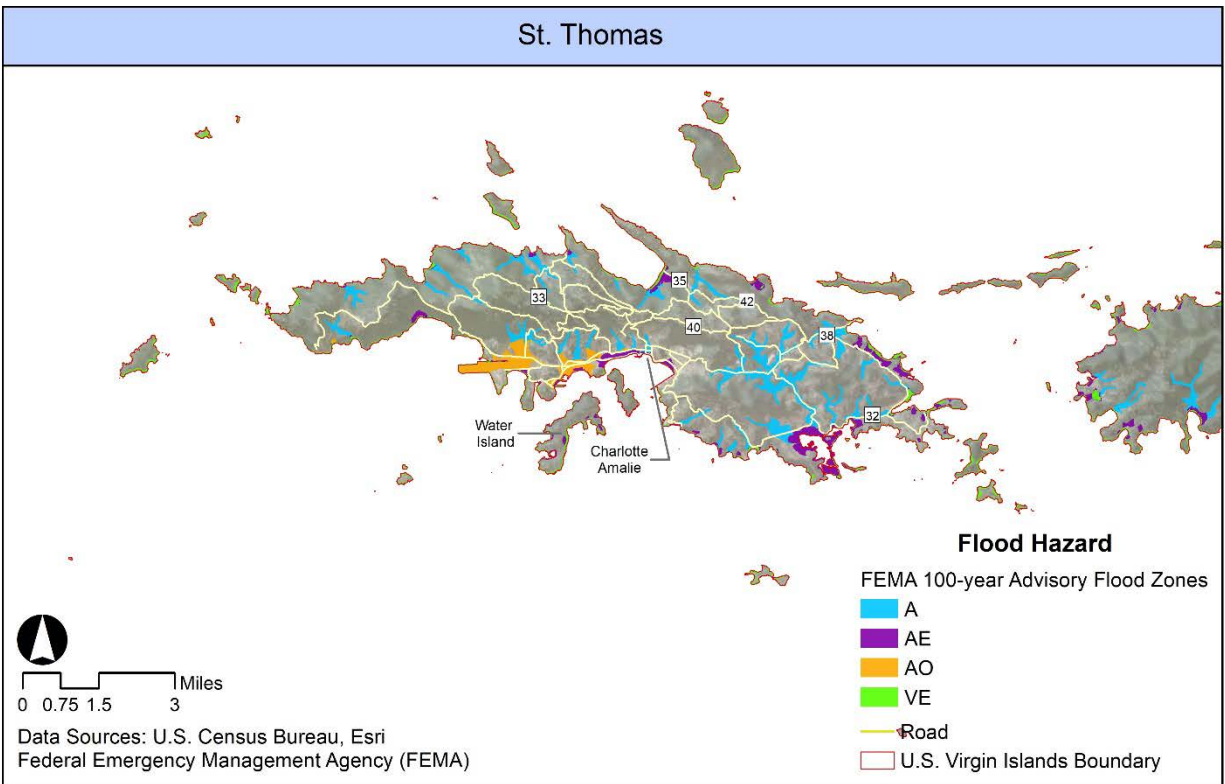 St. Thomas
35
33
42
40
38
32
Water
Island
Charlotte
Amalie
Flood Hazard
FEMA 100-year Advisory Flood Zones
A
AE
AO
VE
Road
U.S. Virgin Islands Boundary
Miles
0 0.75 1.5 3
Data Sources: U.S. Census Bureau, Esri
Federal Emergency Management Agency (FEMA)